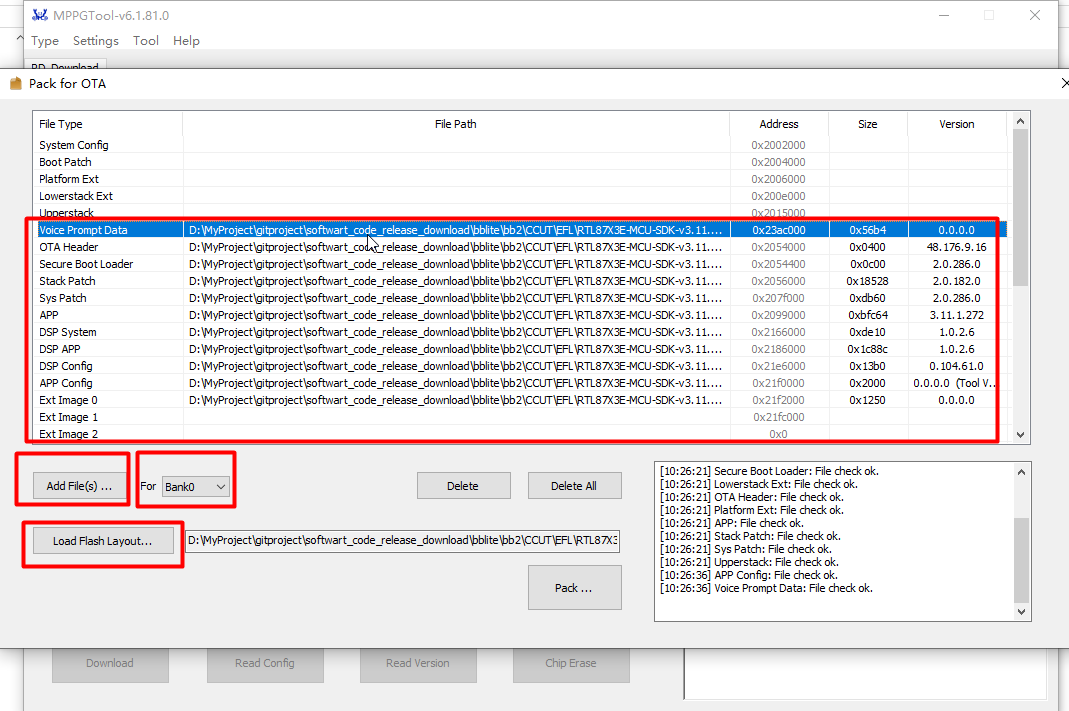 MPPGTool-v6.1.81.0
Type Settings Tool Help
RD_Download
Pack for OTA
File Type File Path Address Size Version
System Config 0x2002000
Boot Patch 0x2004000
Platform Ext 0x2006000
Lowerstack Ext 0x200e000
Upperstack 0x2015000
Voice Prompt Data D:\MyProject\gitproject\softwart_code_release_download\bblite\bb2\CCUT\EFL\RTL87X3E-MCU-SDK-v3.11.... 0x23ac000 0x56b4 0.0.0.0
OTA Header D:\MyProject\gitproject\softwart_code_release_download\bblite\bb2\CCUT\EFL\RTL87X3E-MCU-SDK-v3.11.... 0x2054000 0x0400 48.176.9.16
Secure Boot Loader D:\MyProject\gitproject\softwart_code_release_download\bblite\bb2\CCUT\EFL\RTL87X3E-MCU-SDK-v3.11.... 0x2054400 0x0c00 2.0.286.0
Stack Patch D:\MyProject\gitproject\softwart_code_release_download\bblite\bb2\CCUT\EFL\RTL87X3E-MCU-SDK-v3.11.... 0x2056000 0x18528 2.0.182.0
Sys Patch D:\MyProject\gitproject\softwart_code_release_download\bblite\bb2\CCUT\EFL\RTL87X3E-MCU-SDK-v3.11.... 0x207f000 0xdb60 2.0.286.0
APP D:\MyProject\gitproject\softwart_code_release_download\bblite\bb2\CCUT\EFL\RTL87X3E-MCU-SDK-v3.11.... 0x2099000 0xbfc64 3.11.1.272
DSP System D:\MyProject\gitproject\softwart_code_release_download\bblite\bb2\CCUT\EFL\RTL87X3E-MCU-SDK-v3.11.... 0x2166000 0xde10 1.0.2.6
DSP APP D:\MyProject\gitproject\softwart_code_release_download\bblite\bb2\CCUT\EFL\RTL87X3E-MCU-SDK-v3.11.... 0x2186000 0x1c88c 1.0.2.6
DSP Config D:\MyProject\gitproject\softwart_code_release_download\bblite\bb2\CCUT\EFL\RTL87X3E-MCU-SDK-v3.11.... 0x21e6000 0x13b0 0.104.61.0
APP Config D:\MyProject\gitproject\softwart_code_release_download\bblite\bb2\CCUT\EFL\RTL87X3E-MCU-SDK-v3.11.... 0x21f0000 0x2000 0.0.0.0 (Tool V...
Ext Image 0 D:\MyProject\gitproject\softwart_code_release_download\bblite\bb2\CCUT\EFL\RTL87X3E-MCU-SDK-v3.11.... 0x21f2000 0x1250 0.0.0.0
Ext Image 1 0x21fc000
Ext Image 2 0x0
Add File(s) ... For Bank0 Delete Delete All
Load Flash Layout... D:\MyProject\gitproject\softwart_code_release_download\bblite\bb2\CCUT\EFL\RTL87X3
Pack ...
[10:26:21] Secure Boot Loader: File check ok.
[10:26:21] Lowerstack Ext: File check ok.
[10:26:21] OTA Header: File check ok.
[10:26:21] Platform Ext: File check ok.
[10:26:21] APP: File check ok.
[10:26:21] Stack Patch: File check ok.
[10:26:21] Sys Patch: File check ok.
[10:26:21] Upperstack: File check ok.
[10:26:36] APP Config: File check ok.
[10:26:36] Voice Prompt Data: File check ok.
Download Read Config Read Version Chip Erase